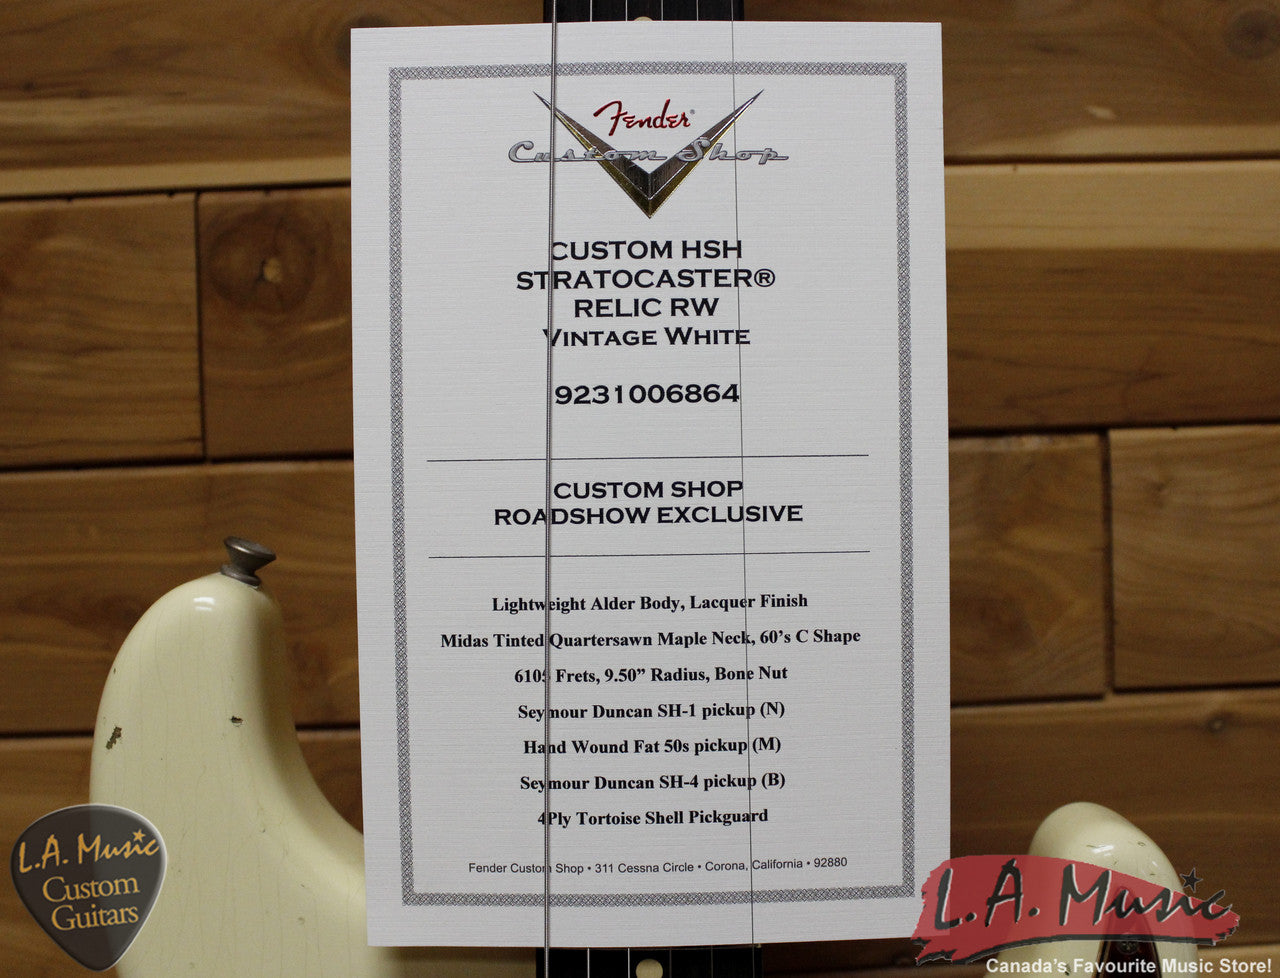 Fender®
Custom Shop
CUSTOM HSH
STRATOCASTER®
RELIC RW
VINTAGE WHITE
9231006864
CUSTOM SHOP
ROADSHOW EXCLUSIVE
Lightweight Alder Body, Lacquer Finish
Midas Tinted Quartersawn Maple Neck, 60's C Shape
6105 Frets, 9.50” Radius, Bone Nut
Seymour Duncan SH-1 pickup (N)
Hand Wound Fat 50s pickup (M)
Seymour Duncan SH-4 pickup (B)
4Ply Tortoise Shell Pickguard
Fender Custom Shop • 311 Cessna Circle • Corona, California • 92880
L.A. Music
Custom
Guitars
L.A. Music
Canada's Favourite Music Store!